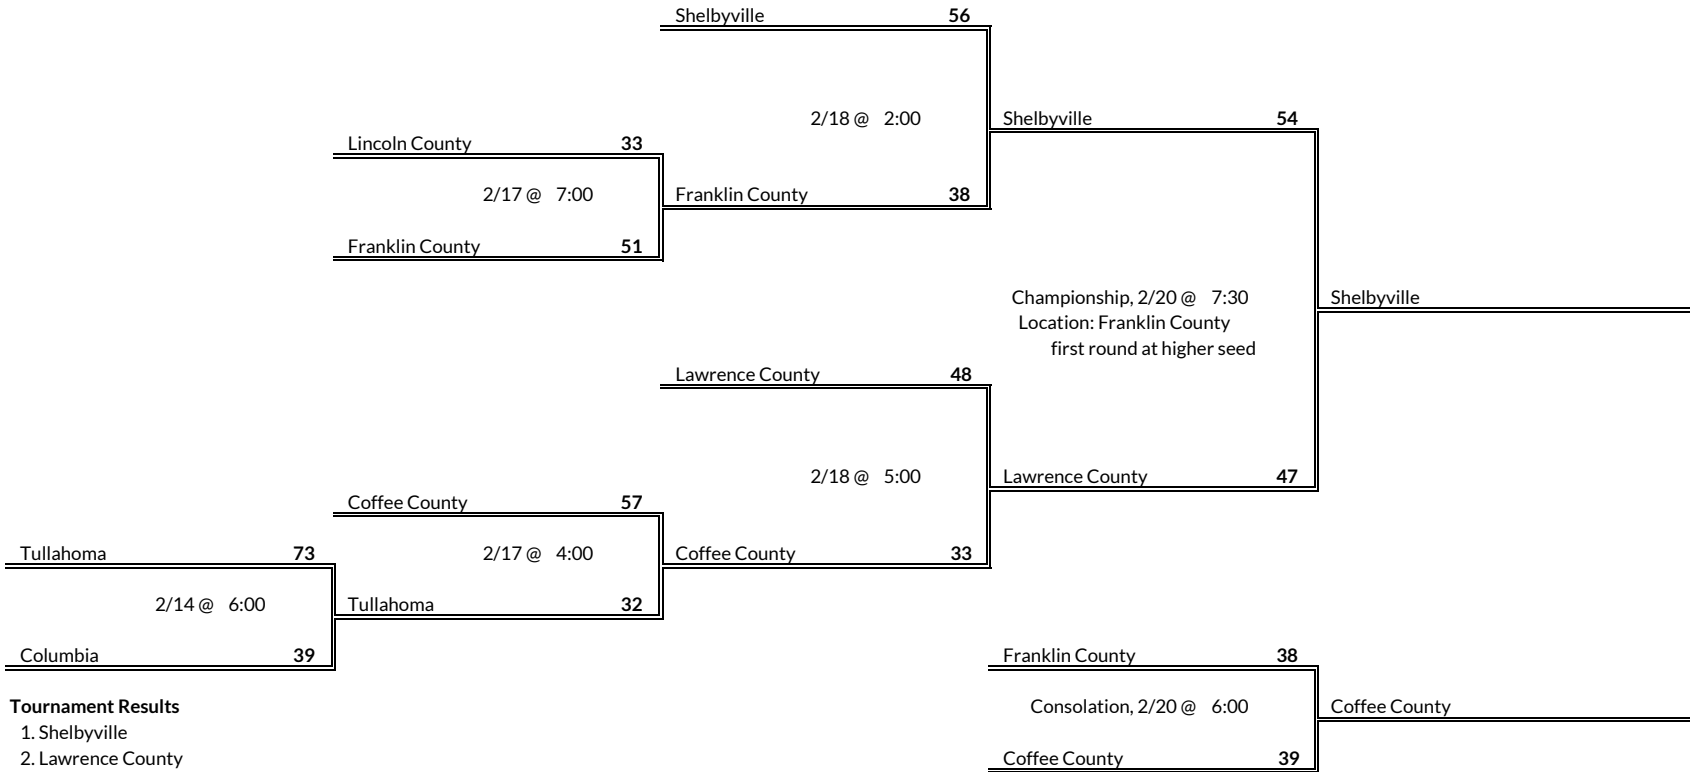 Shelbyville 56
2/18 @ 2:00 Shelbyville 54
Lincoln County 33
2/17 @ 7:00 Franklin County 38
Franklin County 51
Championship, 2/20 @ 7:30 Shelbyville
Location: Franklin County
first round at higher seed
Lawrence County 48
2/18 @ 5:00 Lawrence County 47
Coffee County 57
Tullahoma 73 2/17 @ 4:00 Coffee County 33
2/14 @ 6:00 Tullahoma 32
Columbia 39 Franklin County 38
Tournament Results Consolation, 2/20 @ 6:00 Coffee County
1. Shelbyville
2. Lawrence County Coffee County 39